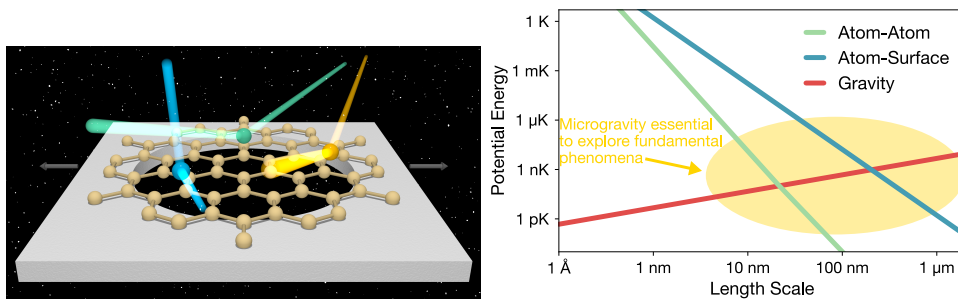 1 K
1 mK
1 μK
1 nK
1 pK
Potential Energy
Atom-Atom
Atom-Surface
Gravity
Microgravity essential
to explore fundamental
phenomena
1 Å
1 nm
10 nm
100 nm
1 μm
Length Scale